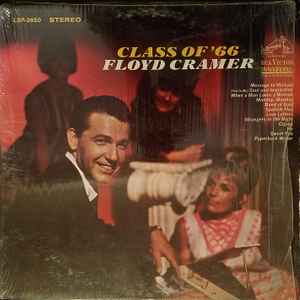 LSP-3650 STEREO
CLASS OF '66
FLOYD CRAMER
RCA VICTOR
Message to Michael
When a Man Loves a Woman
Monday, Monday
Band of Gold
Spanish Flea
Love Letters
Strangers in the Night
Sweet Pea
Paperback Writer